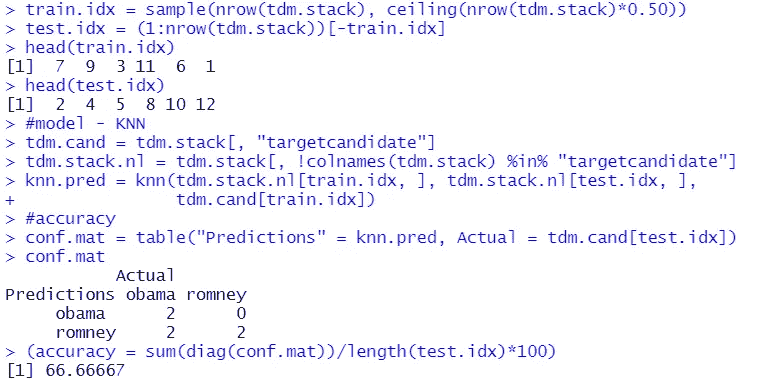 > train.idx = sample(nrow(tdm.stack), ceiling(nrow(tdm.stack)*0.50))
> test.idx = (1:nrow(tdm.stack))[-train.idx]
> head(train.idx)
[1]  7  9  3 11  6  1
> head(test.idx)
[1]  2  4  5  8 10 12
> #model - KNN
> tdm.cand = tdm.stack[, "targetcandidate"]
> tdm.stack.nl = tdm.stack[, !colnames(tdm.stack) %in% "targetcandidate"]
> knn.pred = knn(tdm.stack.nl[train.idx, ], tdm.stack.nl[test.idx, ],
+                tdm.cand[train.idx])
> #accuracy
> conf.mat = table("Predictions" = knn.pred, Actual = tdm.cand[test.idx])
> conf.mat
           Actual
Predictions obama romney
     obama      2      0
     romney     2      2
> (accuracy = sum(diag(conf.mat))/length(test.idx)*100)
[1] 66.66667